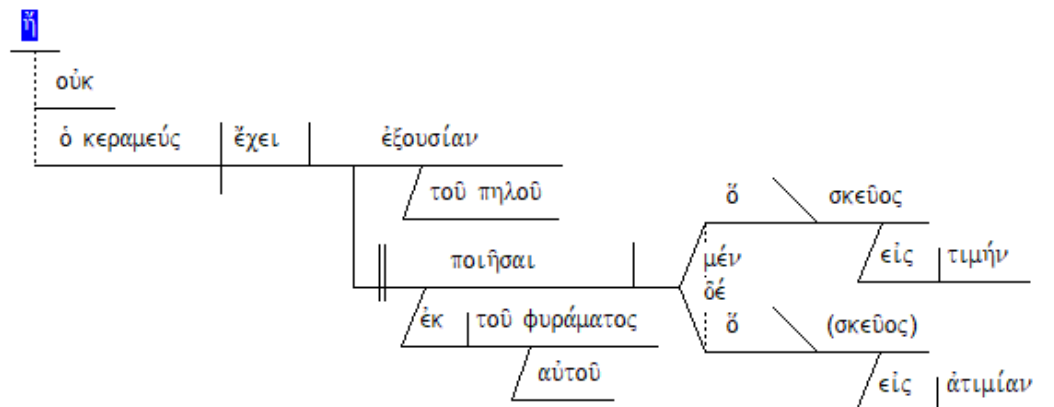 ἤ
οὐκ
ὁ κεραμεύς ἔχει ἐξουσίαν
τοῦ πηλοῦ
ὅ σκεῦος
ποιῆσαι μέν εἰς τιμήν
δέ
ἐκ τοῦ φυράματος ὅ (σκεῦος)
αὐτοῦ εἰς ἀτιμίαν